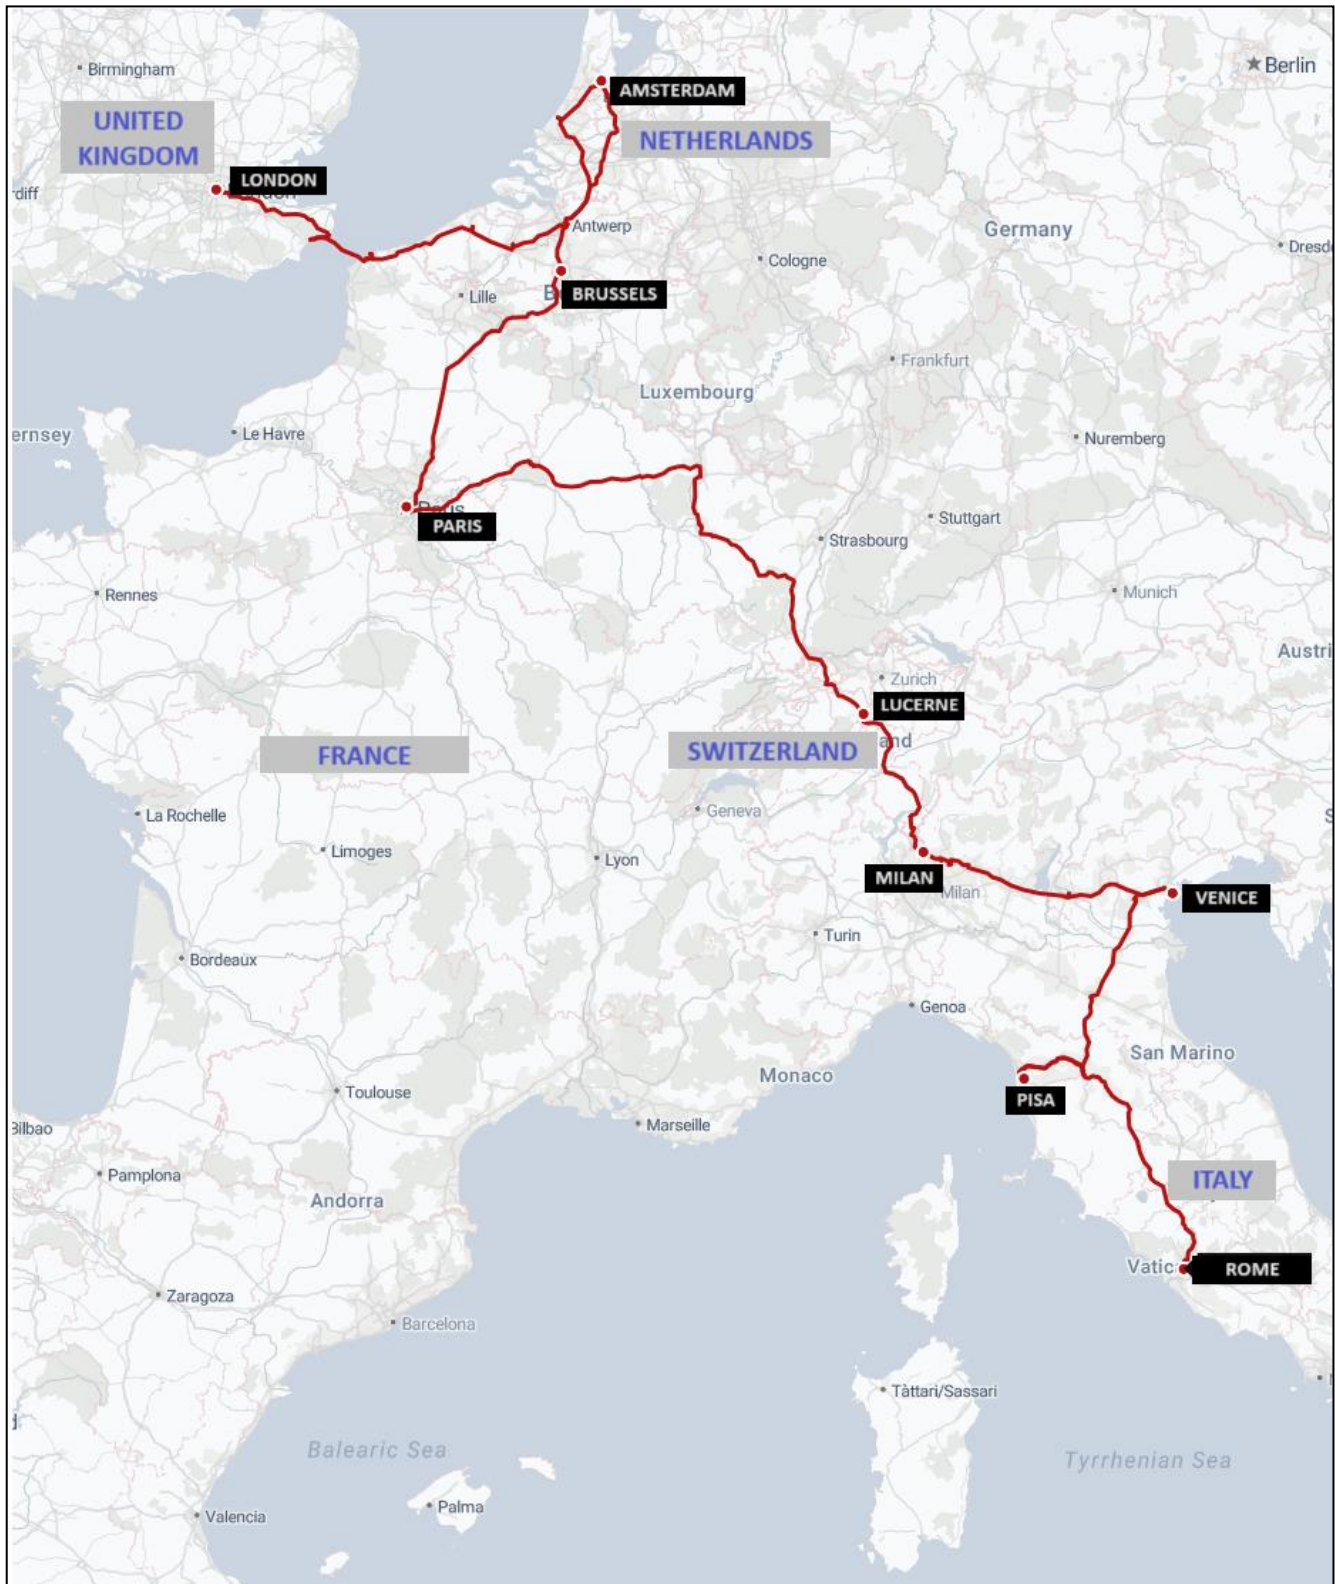 Birmingham
Berlin
AMSTERDAM
UNITED
KINGDOM
NETHERLANDS
LONDON
Antwerp
Germany
Cologne
Lille
BRUSSELS
Frankfurt
Luxembourg
Le Havre
Nuremberg
PARIS
Stuttgart
Strasbourg
Rennes
Munich
Zurich
LUCERNE
SWITZERLAND
FRANCE
Geneva
La Rochelle
Limoges
Lyon
MILAN
Milan
VENICE
Turin
Bordeaux
Genoa
San Marino
Monaco
Toulouse
PISA
Marseille
Pamplona
Andorra
ITALY
ROME
Zaragoza
Barcelona
Tàttari/Sassari
Balearic Sea
Tyrrhenian Sea
Palma
Valencia